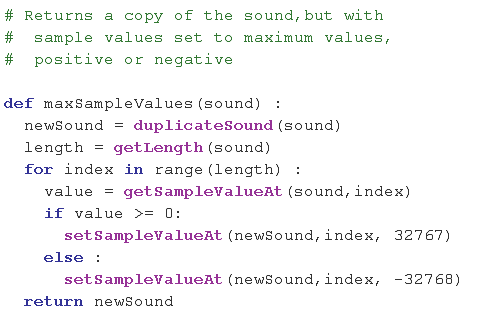 # Returns a copy of the sound,but with
#  sample values set to maximum values,
#  positive or negative
def maxSampleValues(sound) :
  newSound = duplicateSound(sound)
  length = getLength(sound)
  for index in range(length) :
    value = getSampleValueAt(sound,index)
    if value >= 0:
      setSampleValueAt(newSound,index, 32767)
    else :
      setSampleValueAt(newSound,index, -32768)
  return newSound